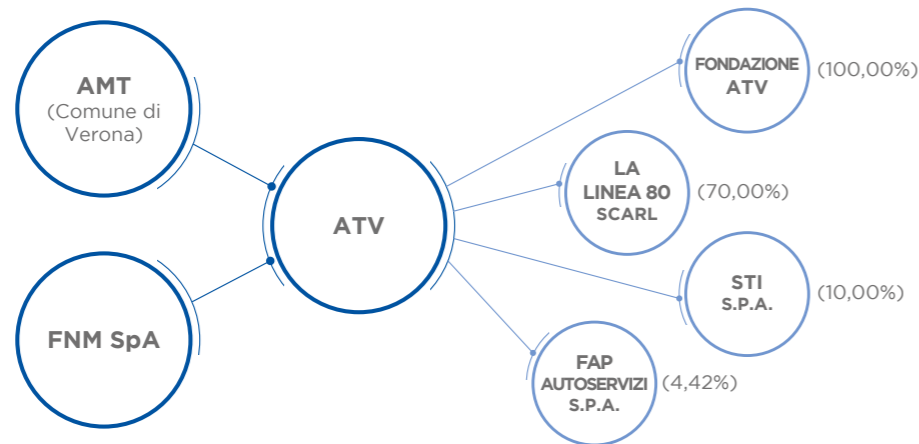 AMT
(Comune di
Verona)
FNM SpA
ATV
FONDAZIONE
ATV
(100,00%)
LA
LINEA 80
SCARL
(70,00%)
STI
S.P.A.
(10,00%)
FAP
AUTOSERVIZI
S.P.A.
(4,42%)